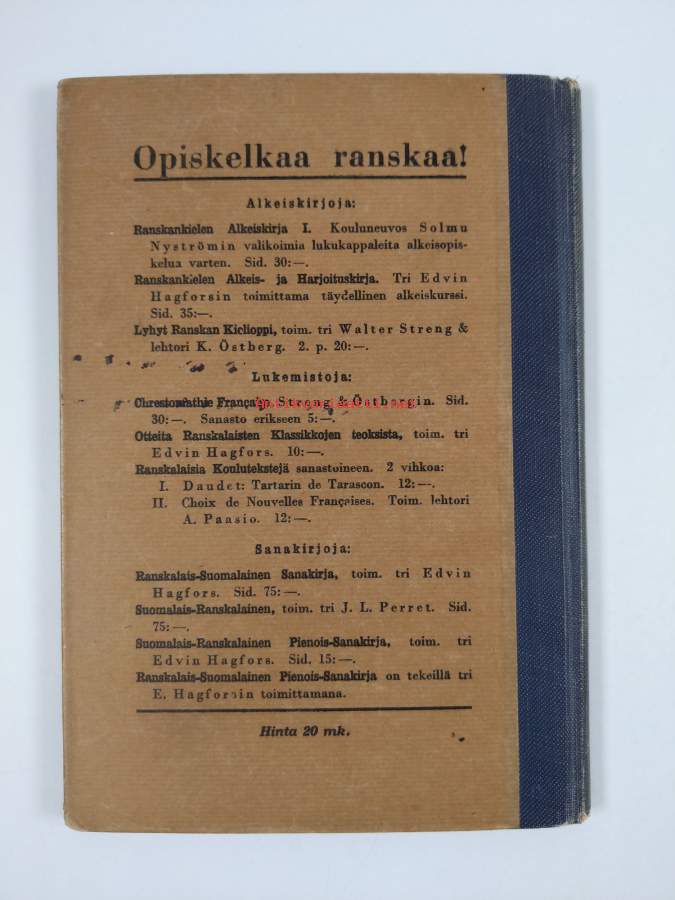 Opiskelkaa ranskaa!
Alkeiskirjoja:
Ranskankielen Alkeiskirja I. Kouluneuvos Solmu
Nyströmin valikoimia lukukappaleita alkeisopis-
kelua varten. Sid. 30:—.
Ranskankielen Alkeis- ja Harjoituskirja. Tri Edvin
Hagforsin toimittama täydellinen alkeiskurssi.
Sid. 35:—.
Lyhyt Ranskan Kielioppi, toim. tri Walter Streng &
lehtori K. Östberg. 2. p. 20:—.
Lukemistoja:
Chrestomathie Française Streng & Östbergin. Sid.
30:—. Sanasto erikseen 5:—.
Otteita Ranskalaisten Klassikkojen teoksista, toim. tri
Edvin Hagfors. 10:—.
Ranskalaisia Koulutekstejä sanastoineen. 2 vihkoa:
I. Daudet: Tartarin de Tarascon. 12:—.
II. Choix de Nouvelles Françaises. Toim. lehtori
A. Paasio. 12:—.
Sanakirjoja:
Ranskalais-Suomalainen Sanakirja, toim. tri Edvin
Hagfors. Sid. 75:—.
Suomalais-Ranskalainen, toim. tri J. L. Perret. Sid.
75:—.
Suomalais-Ranskalainen Pienois-Sanakirja, toim. tri
Edvin Hagfors. Sid. 15:—.
Ranskalais-Suomalainen Pienois-Sanakirja on tekeillä tri
E. Hagforsin toimittamana.
Hinta 20 mk.